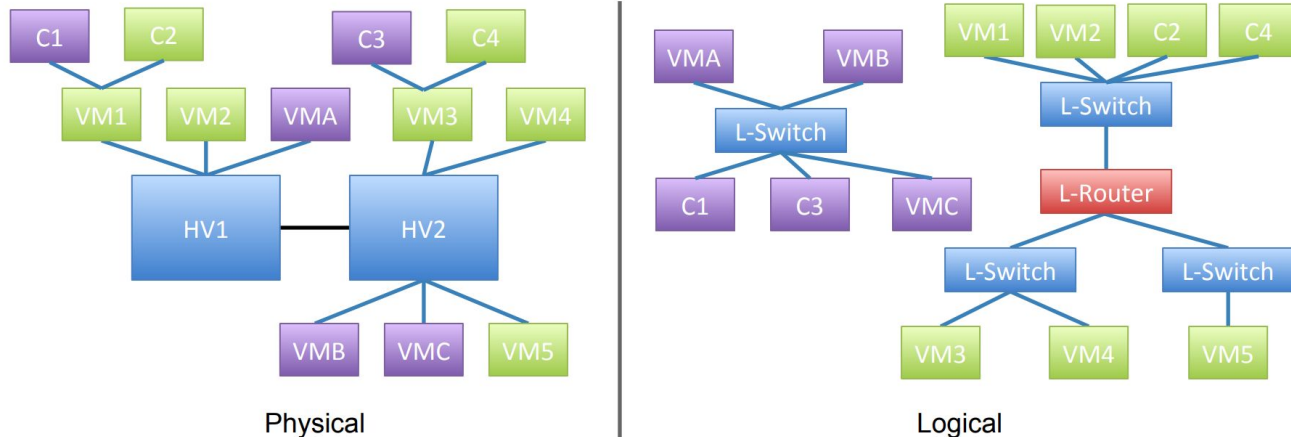 C1
C2
C3
C4
VM1
VM2
VMA
VM3
VM4
HV1
HV2
VMB
VMC
VM5
Physical
VM1
VM2
C2
C4
VMA
VMB
L-Switch
L-Switch
C1
C3
VMC
L-Router
L-Switch
L-Switch
VM3
VM4
VM5
Logical